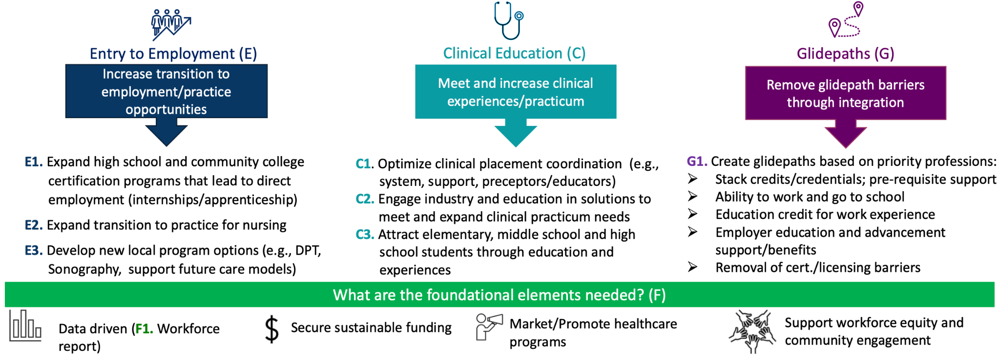 Entry to Employment (E)
Increase transition to
employment/practice
opportunities
E1. Expand high school and community college
certification programs that lead to direct
employment (internships/apprenticeship)
E2. Expand transition to practice for nursing
E3. Develop new local program options (e.g., DPT,
Sonography,  support future care models)
Clinical Education (C)
Meet and increase clinical
experiences/practicum
C1. Optimize clinical placement coordination  (e.g.,
system, support, preceptors/educators)
C2. Engage industry and education in solutions to
meet and expand clinical practicum needs
C3. Attract elementary, middle school and high
school students through education and
experiences
Glidepaths (G)
Remove glidepath barriers
through integration
G1. Create glidepaths based on priority professions:
➢ Stack credits/credentials; pre-requisite support
➢ Ability to work and go to school
➢ Education credit for work experience
➢ Employer education and advancement
support/benefits
➢ Removal of cert./licensing barriers
What are the foundational elements needed? (F)
Data driven (F1. Workforce
report)
$
Secure sustainable funding
Market/Promote healthcare
programs
Support workforce equity and
community engagement